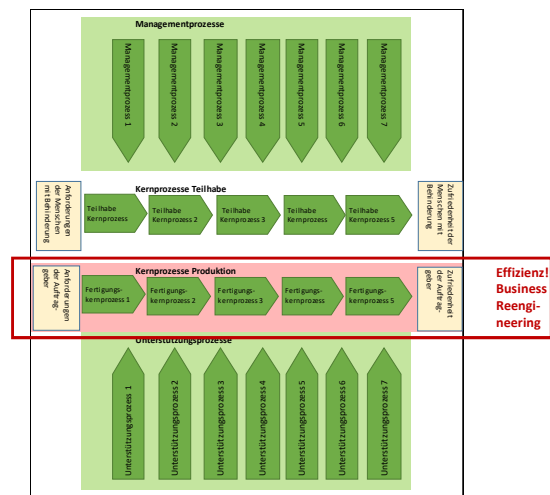 Managementprozesse
Managementprozess 1
Managementprozess 2
Managementprozess 3
Managementprozess 4
Managementprozess 5
Managementprozess 6
Managementprozess 7
Anforderungen
der Menschen
mit Behinderung
Kernprozesse Teilhabe
Teilhabe
Kernprozess
Teilhabe
Kernprozess 2
Teilhabe
Kernprozess 3
Teilhabe
Kernprozess
Teilhabe
Kernprozess 5
Zufriedenheit der
Menschen mit
Behinderung
Anforderungen
der Auftrag-
geber
Kernprozesse Produktion
Fertigungs-
kernprozess 1
Fertigungs-
kernprozess 2
Fertigungs-
kernprozess 3
Fertigungs-
kernprozess
Fertigungs-
kernprozess 5
Zufriedenheit
der Auftrag-
geber
Effizienz!
Business
Reengi-
neering
Unterstützungsprozesse
Unterstützungsprozess 1
Unterstützungsprozess 2
Unterstützungsprozess 3
Unterstützungsprozess 4
Unterstützungsprozess 5
Unterstützungsprozess 6
Unterstützungsprozess 7